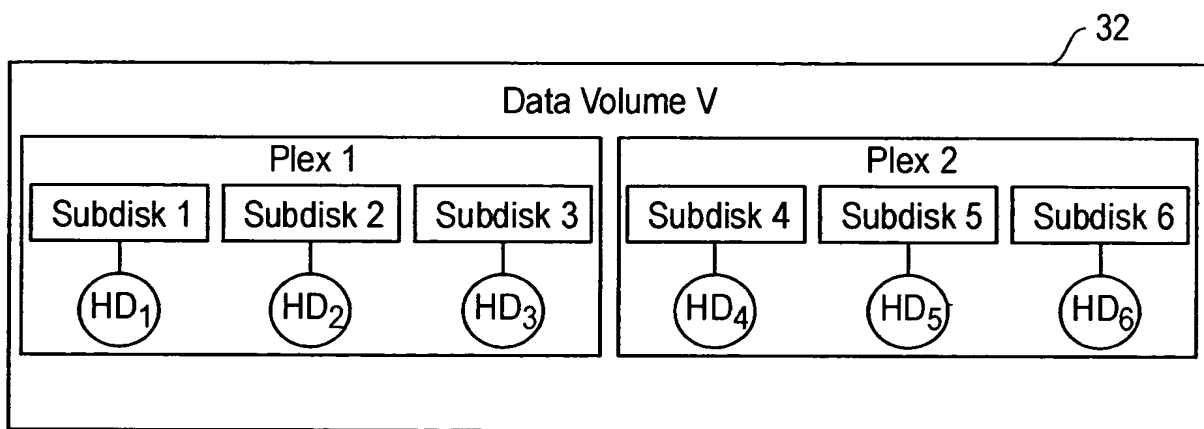 32
Data Volume V
Plex 1
Subdisk 1 Subdisk 2 Subdisk 3
HD1 HD2 HD3
Plex 2
Subdisk 4 Subdisk 5 Subdisk 6
HD4 HD5 HD6